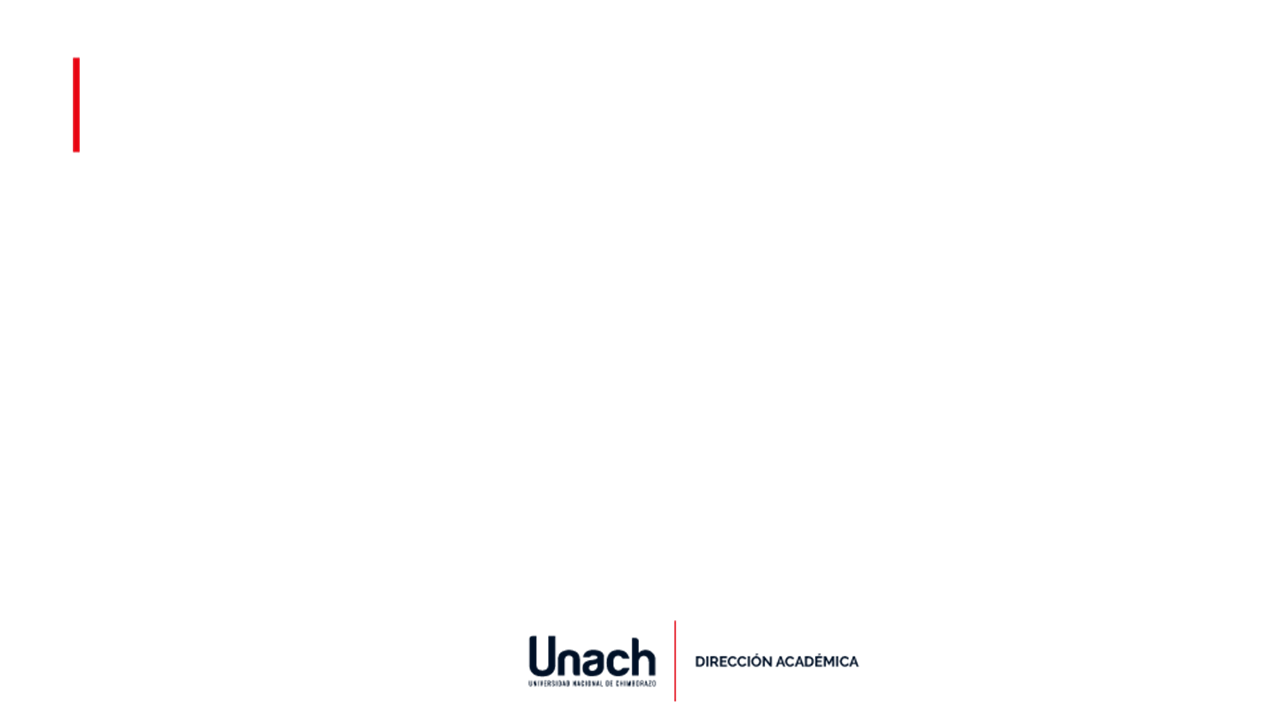 Unach
UNIVERSIDAD NACIONAL DE CHIMBORAZO
DIRECCIÓN ACADÉMICA